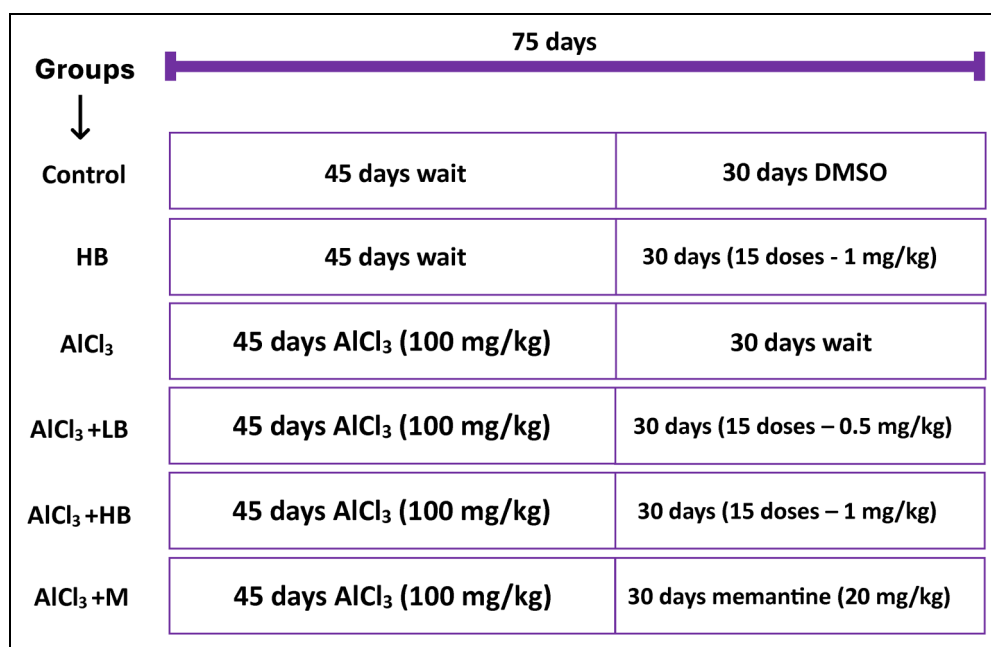 75 days
Groups
Control
45 days wait
30 days DMSO
HB
45 days wait
30 days (15 doses - 1 mg/kg)
AlCl₃
45 days AlCl₃ (100 mg/kg)
30 days wait
AlCl₃ +LB
45 days AlCl₃ (100 mg/kg)
30 days (15 doses – 0.5 mg/kg)
AlCl₃ +HB
45 days AlCl₃ (100 mg/kg)
30 days (15 doses – 1 mg/kg)
AlCl₃ +M
45 days AlCl₃ (100 mg/kg)
30 days memantine (20 mg/kg)